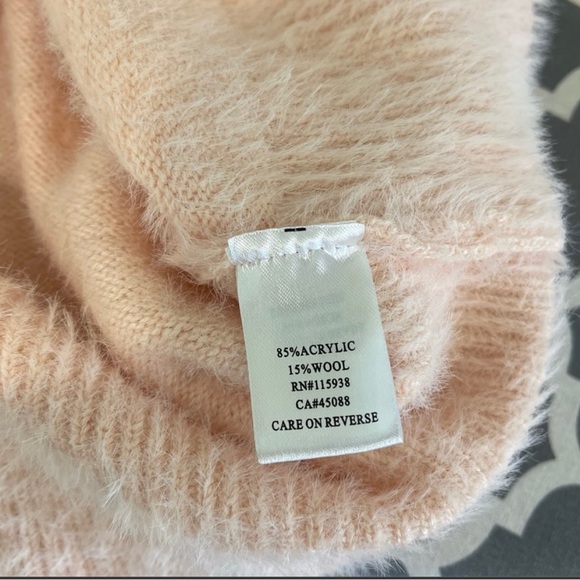 85%ACRYLIC
15%WOOL
RN#115938
CA#45088
CARE ON REVERSE